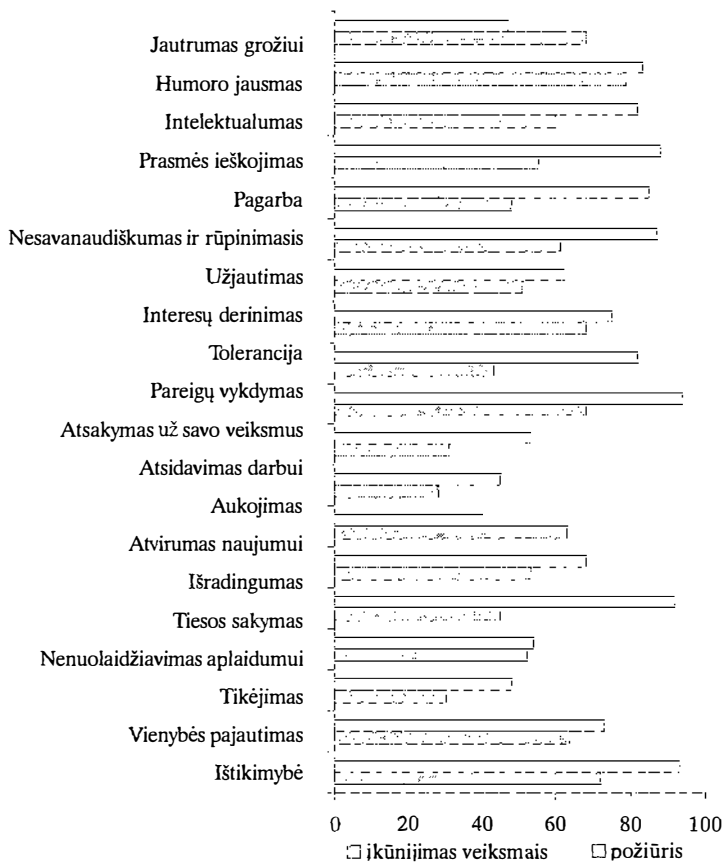 Jautrumas grožiui
Humoro jausmas
Intelektualumas
Prasmės ieškojimas
Pagarba
Nesavanaudiškumas ir rūpinimasis
Užjautimas
Interesų derinimas
Tolerancija
Pareigų vykdymas
Atsakymas už savo veiksmus
Atsidavimas darbui
Aukojimas
Atvirumas naujumui
Išradingumas
Tiesos sakymas
Nenuolaidžiavimas aplaidumui
Tikėjimas
Vienybės pajautimas
Ištikimybė
0 20 40 60 80 100
įkūnijimas veiksmais požiūris